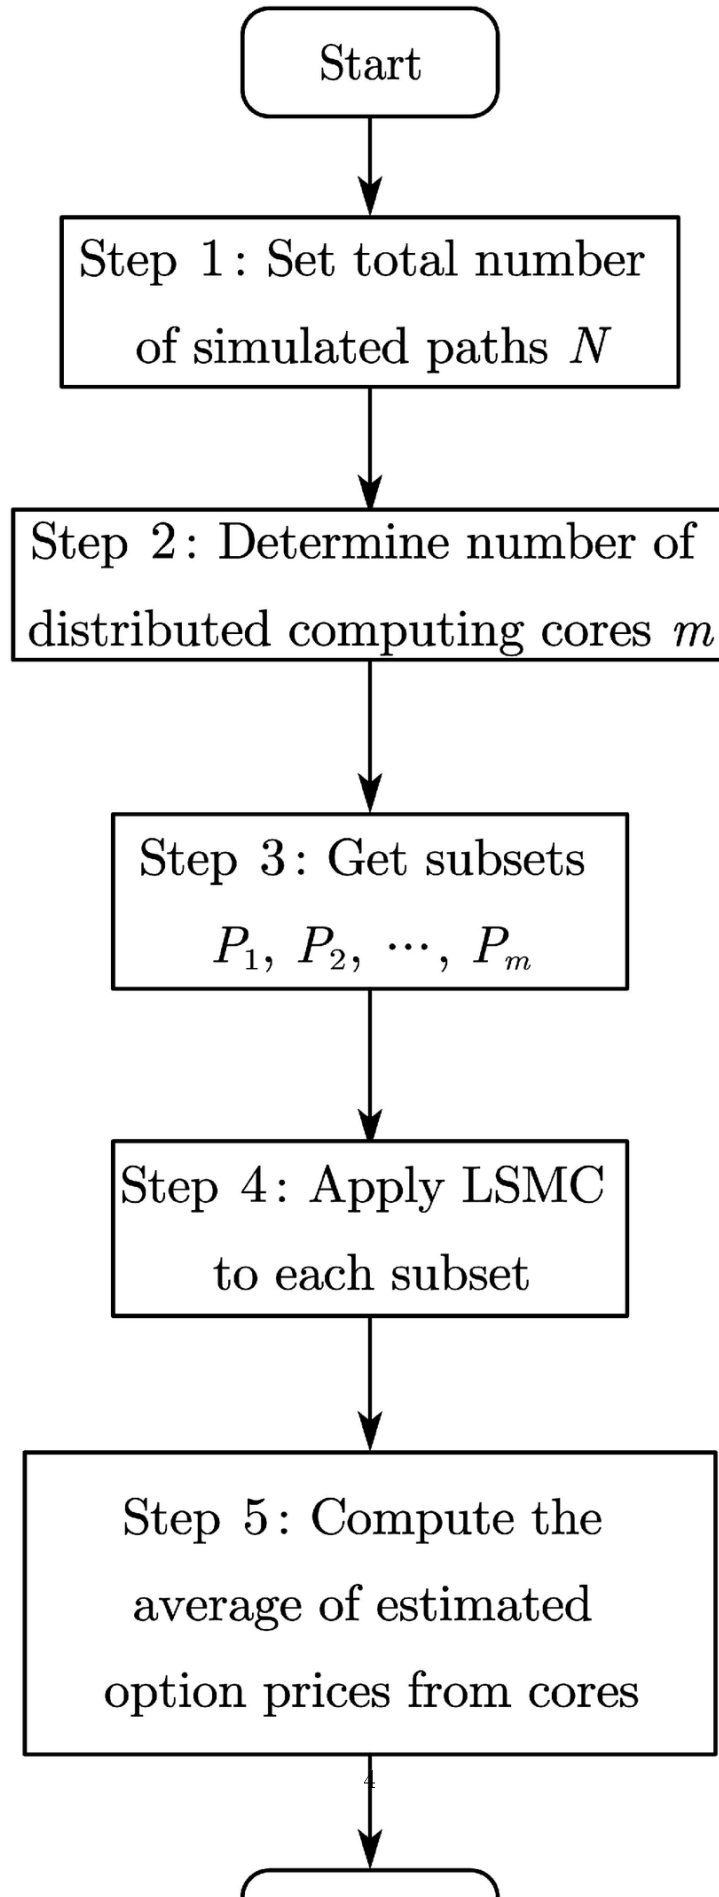 Start
Step 1: Set total number
of simulated paths N
Step 2: Determine number of
distributed computing cores m
Step 3: Get subsets
P₁, P₂, ⋯, Pₘ
Step 4: Apply LSMC
to each subset
Step 5: Compute the
average of estimated
option prices from cores
4